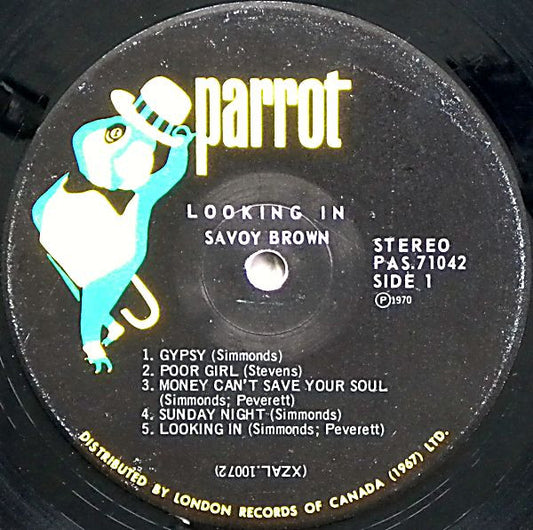 parrot
LOOKING IN
SAVOY BROWN
STEREO
PAS.71042
SIDE 1
Ⓟ1970
1. GYPSY (Simmonds)
2. POOR GIRL (Stevens)
3. MONEY CAN'T SAVE YOUR SOUL
(Simmonds; Peverett)
4. SUNDAY NIGHT (Simmonds)
5. LOOKING IN (Simmonds; Peverett)
(XZAL.10072)
DISTRIBUTED BY LONDON RECORDS OF CANADA (1967) LTD.